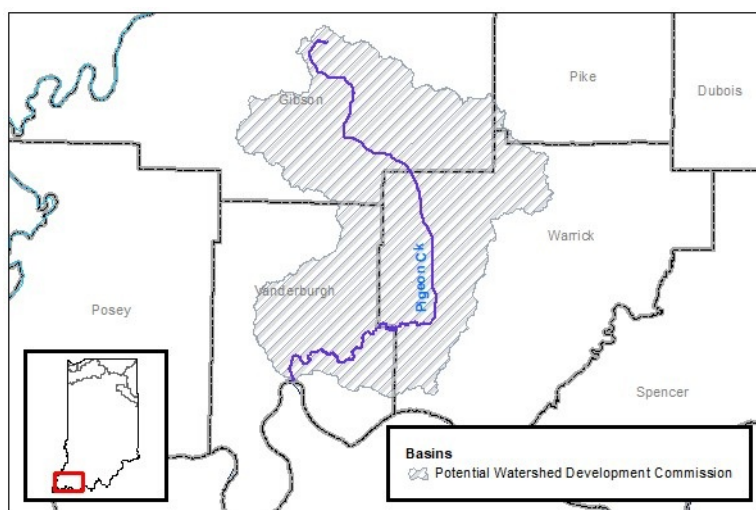 Pike
Dubois
Gibson
Warrick
Pigeon Ck
Vanderburgh
Posey
Spencer
Basins
Potential Watershed Development Commission